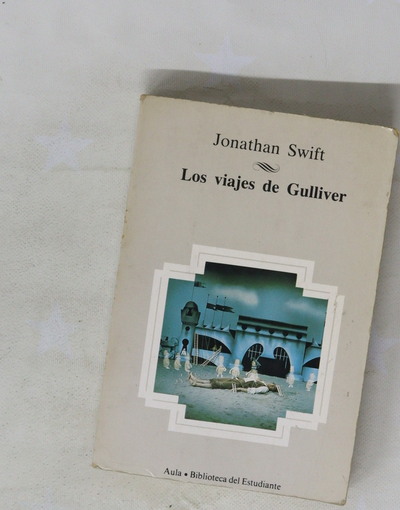 Jonathan Swift
Los viajes de Gulliver
Aula • Biblioteca del Estudiante